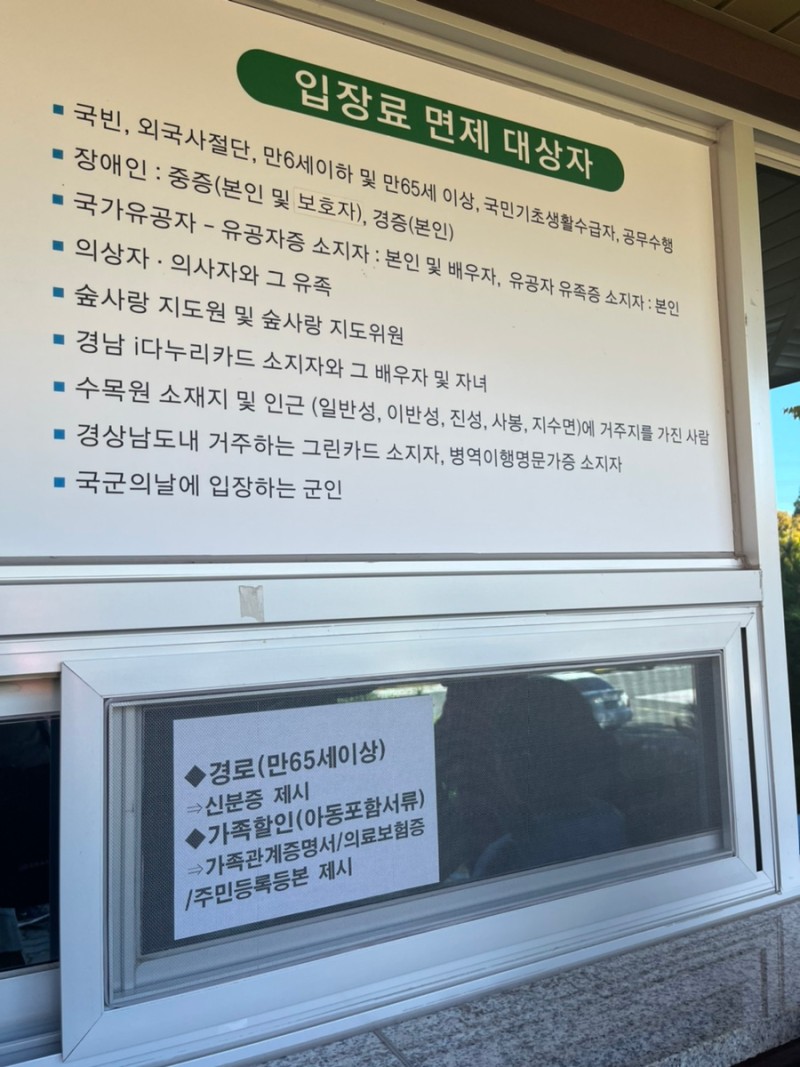 입장료 면제 대상자
▪ 국빈, 외국사절단, 만6세이하 및 만65세 이상, 국민기초생활수급자, 공무수행
▪ 장애인 : 중증(본인 및 보호자), 경증(본인)
▪ 국가유공자 – 유공자증 소지자 : 본인 및 배우자, 유공자 유족증 소지자 : 본인
▪ 의상자 · 의사자와 그 유족
▪ 숲사랑 지도원 및 숲사랑 지도위원
▪ 경남 i다누리카드 소지자와 그 배우자 및 자녀
▪ 수목원 소재지 및 인근 (일반성, 이반성, 진성, 사봉, 지수면)에 거주지를 가진 사람
▪ 경상남도내 거주하는 그린카드 소지자, 병역이행명문가증 소지자
▪ 국군의날에 입장하는 군인
◆경로(만65세이상)
⇒신분증 제시
◆가족할인(아동포함서류)
⇒가족관계증명서/의료보험증
/주민등록등본 제시